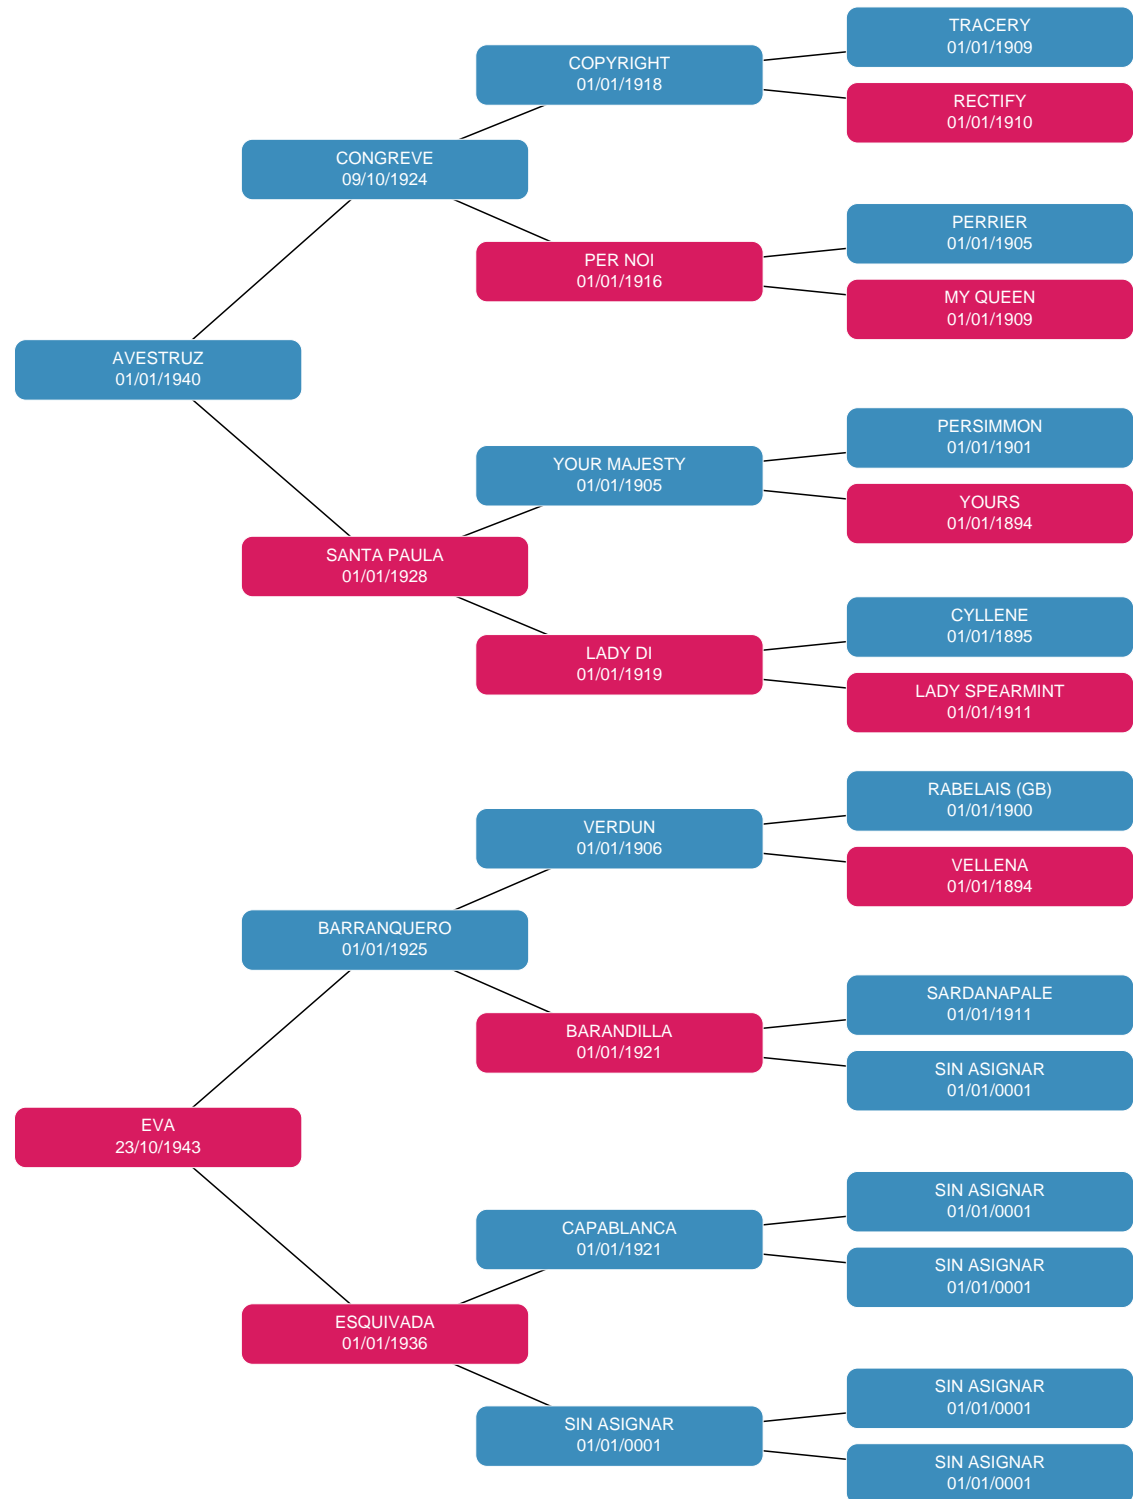 TRACERY
01/01/1909
COPYRIGHT
01/01/1918
RECTIFY
01/01/1910
CONGREVE
09/10/1924
PERRIER
01/01/1905
PER NOI
01/01/1916
MY QUEEN
01/01/1909
AVESTRUZ
01/01/1940
PERSIMMON
01/01/1901
YOUR MAJESTY
01/01/1905
YOURS
01/01/1894
SANTA PAULA
01/01/1928
CYLLENE
01/01/1895
LADY DI
01/01/1919
LADY SPEARMINT
01/01/1911
RABELAIS (GB)
01/01/1900
VERDUN
01/01/1906
VELLENA
01/01/1894
BARRANQUERO
01/01/1925
SARDANAPALE
01/01/1911
BARANDILLA
01/01/1921
SIN ASIGNAR
01/01/0001
EVA
23/10/1943
SIN ASIGNAR
01/01/0001
CAPABLANCA
01/01/1921
SIN ASIGNAR
01/01/0001
ESQUIVADA
01/01/1936
SIN ASIGNAR
01/01/0001
SIN ASIGNAR
01/01/0001
SIN ASIGNAR
01/01/0001